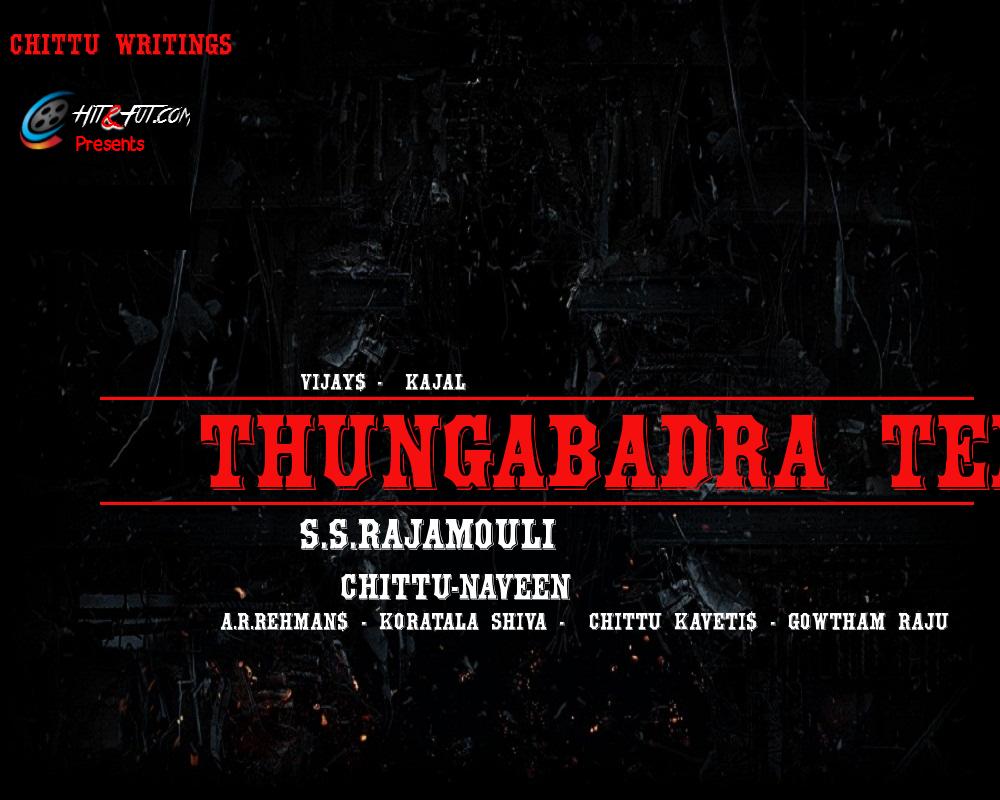 CHITTU WRITINGS
HIT&FUT.COM
Presents
VIJAY$ - KAJAL
THUNGABADRA
S.S.RAJAMOULI
CHITTU-NAVEEN
A.R.REHMAN$ - KORATALA SHIVA - CHITTU KAVETI$ - GOWTHAM RAJU